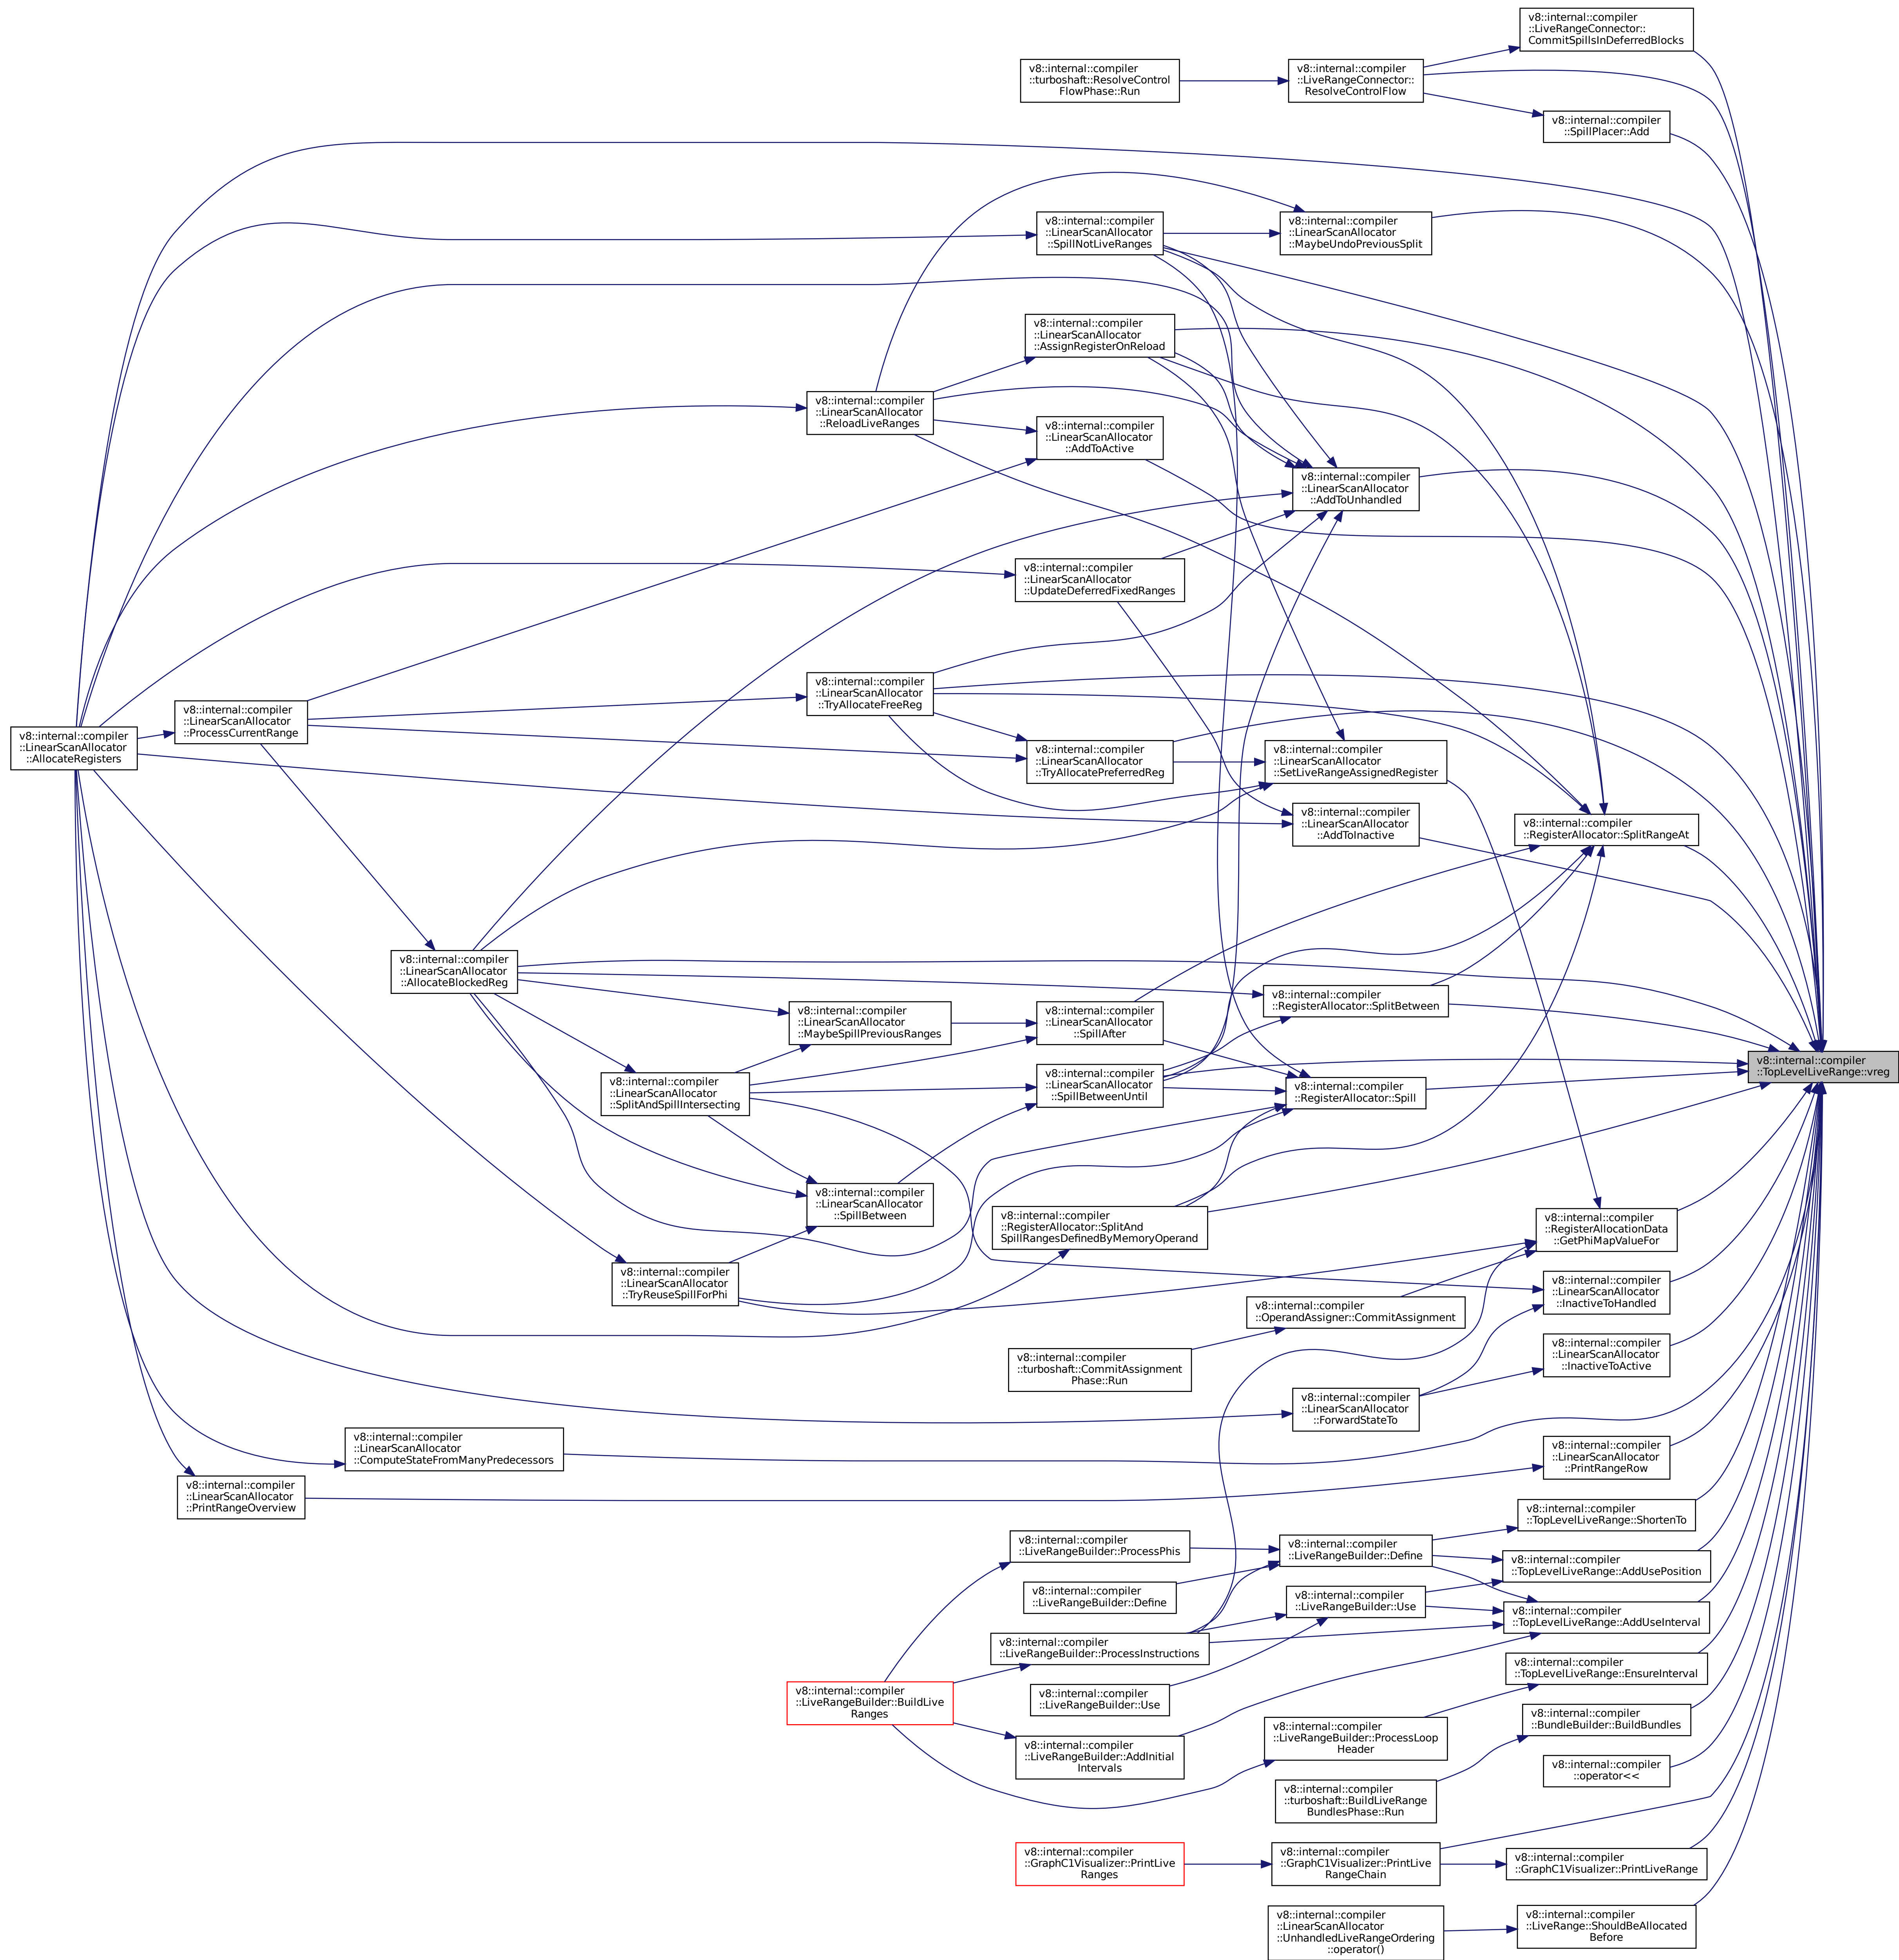 v8::internal::compiler
::LiveRangeConnector::
CommitSpillsInDeferredBlocks
v8::internal::compiler
::turboshaft::ResolveControl
FlowPhase::Run
v8::internal::compiler
::LiveRangeConnector::
ResolveControlFlow
v8::internal::compiler
::SpillPlacer::Add
v8::internal::compiler
::LinearScanAllocator
::SpillNotLiveRanges
v8::internal::compiler
::LinearScanAllocator
::MaybeUndoPreviousSplit
v8::internal::compiler
::LinearScanAllocator
::AssignRegisterOnReload
v8::internal::compiler
::LinearScanAllocator
::ReloadLiveRanges
v8::internal::compiler
::LinearScanAllocator
::AddToActive
v8::internal::compiler
::LinearScanAllocator
::AddToUnhandled
v8::internal::compiler
::LinearScanAllocator
::UpdateDeferredFixedRanges
v8::internal::compiler
::LinearScanAllocator
::TryAllocateFreeReg
v8::internal::compiler
::LinearScanAllocator
::ProcessCurrentRange
v8::internal::compiler
::LinearScanAllocator
::AllocateRegisters
v8::internal::compiler
::LinearScanAllocator
::TryAllocatePreferredReg
v8::internal::compiler
::LinearScanAllocator
::SetLiveRangeAssignedRegister
v8::internal::compiler
::LinearScanAllocator
::AddToInactive
v8::internal::compiler
::RegisterAllocator::SplitRangeAt
v8::internal::compiler
::LinearScanAllocator
::AllocateBlockedReg
v8::internal::compiler
::RegisterAllocator::SplitBetween
v8::internal::compiler
::LinearScanAllocator
::MaybeSpillPreviousRanges
v8::internal::compiler
::LinearScanAllocator
::SpillAfter
v8::internal::compiler
::TopLevelLiveRange::vreg
v8::internal::compiler
::LinearScanAllocator
::SplitAndSpillIntersecting
v8::internal::compiler
::LinearScanAllocator
::SpillBetweenUntil
v8::internal::compiler
::RegisterAllocator::Spill
v8::internal::compiler
::LinearScanAllocator
::SpillBetween
v8::internal::compiler
::RegisterAllocator::SplitAnd
SpillRangesDefinedByMemoryOperand
v8::internal::compiler
::RegisterAllocationData
::GetPhiMapValueFor
v8::internal::compiler
::LinearScanAllocator
::TryReuseSpillForPhi
v8::internal::compiler
::LinearScanAllocator
::InactiveToHandled
v8::internal::compiler
::OperandAssigner::CommitAssignment
v8::internal::compiler
::turboshaft::CommitAssignment
Phase::Run
v8::internal::compiler
::LinearScanAllocator
::InactiveToActive
v8::internal::compiler
::LinearScanAllocator
::ForwardStateTo
v8::internal::compiler
::LinearScanAllocator
::ComputeStateFromManyPredecessors
v8::internal::compiler
::LinearScanAllocator
::PrintRangeRow
v8::internal::compiler
::LinearScanAllocator
::PrintRangeOverview
v8::internal::compiler
::TopLevelLiveRange::ShortenTo
v8::internal::compiler
::LiveRangeBuilder::ProcessPhis
v8::internal::compiler
::LiveRangeBuilder::Define
v8::internal::compiler
::TopLevelLiveRange::AddUsePosition
v8::internal::compiler
::LiveRangeBuilder::Define
v8::internal::compiler
::LiveRangeBuilder::Use
v8::internal::compiler
::TopLevelLiveRange::AddUseInterval
v8::internal::compiler
::LiveRangeBuilder::ProcessInstructions
v8::internal::compiler
::TopLevelLiveRange::EnsureInterval
v8::internal::compiler
::LiveRangeBuilder::BuildLive
Ranges
v8::internal::compiler
::LiveRangeBuilder::Use
v8::internal::compiler
::BundleBuilder::BuildBundles
v8::internal::compiler
::LiveRangeBuilder::ProcessLoop
Header
v8::internal::compiler
::LiveRangeBuilder::AddInitial
Intervals
v8::internal::compiler
::operator<<
v8::internal::compiler
::turboshaft::BuildLiveRange
BundlesPhase::Run
v8::internal::compiler
::GraphC1Visualizer::PrintLive
Ranges
v8::internal::compiler
::GraphC1Visualizer::PrintLive
RangeChain
v8::internal::compiler
::GraphC1Visualizer::PrintLiveRange
v8::internal::compiler
::LinearScanAllocator
::UnhandledLiveRangeOrdering
::operator()
v8::internal::compiler
::LiveRange::ShouldBeAllocated
Before